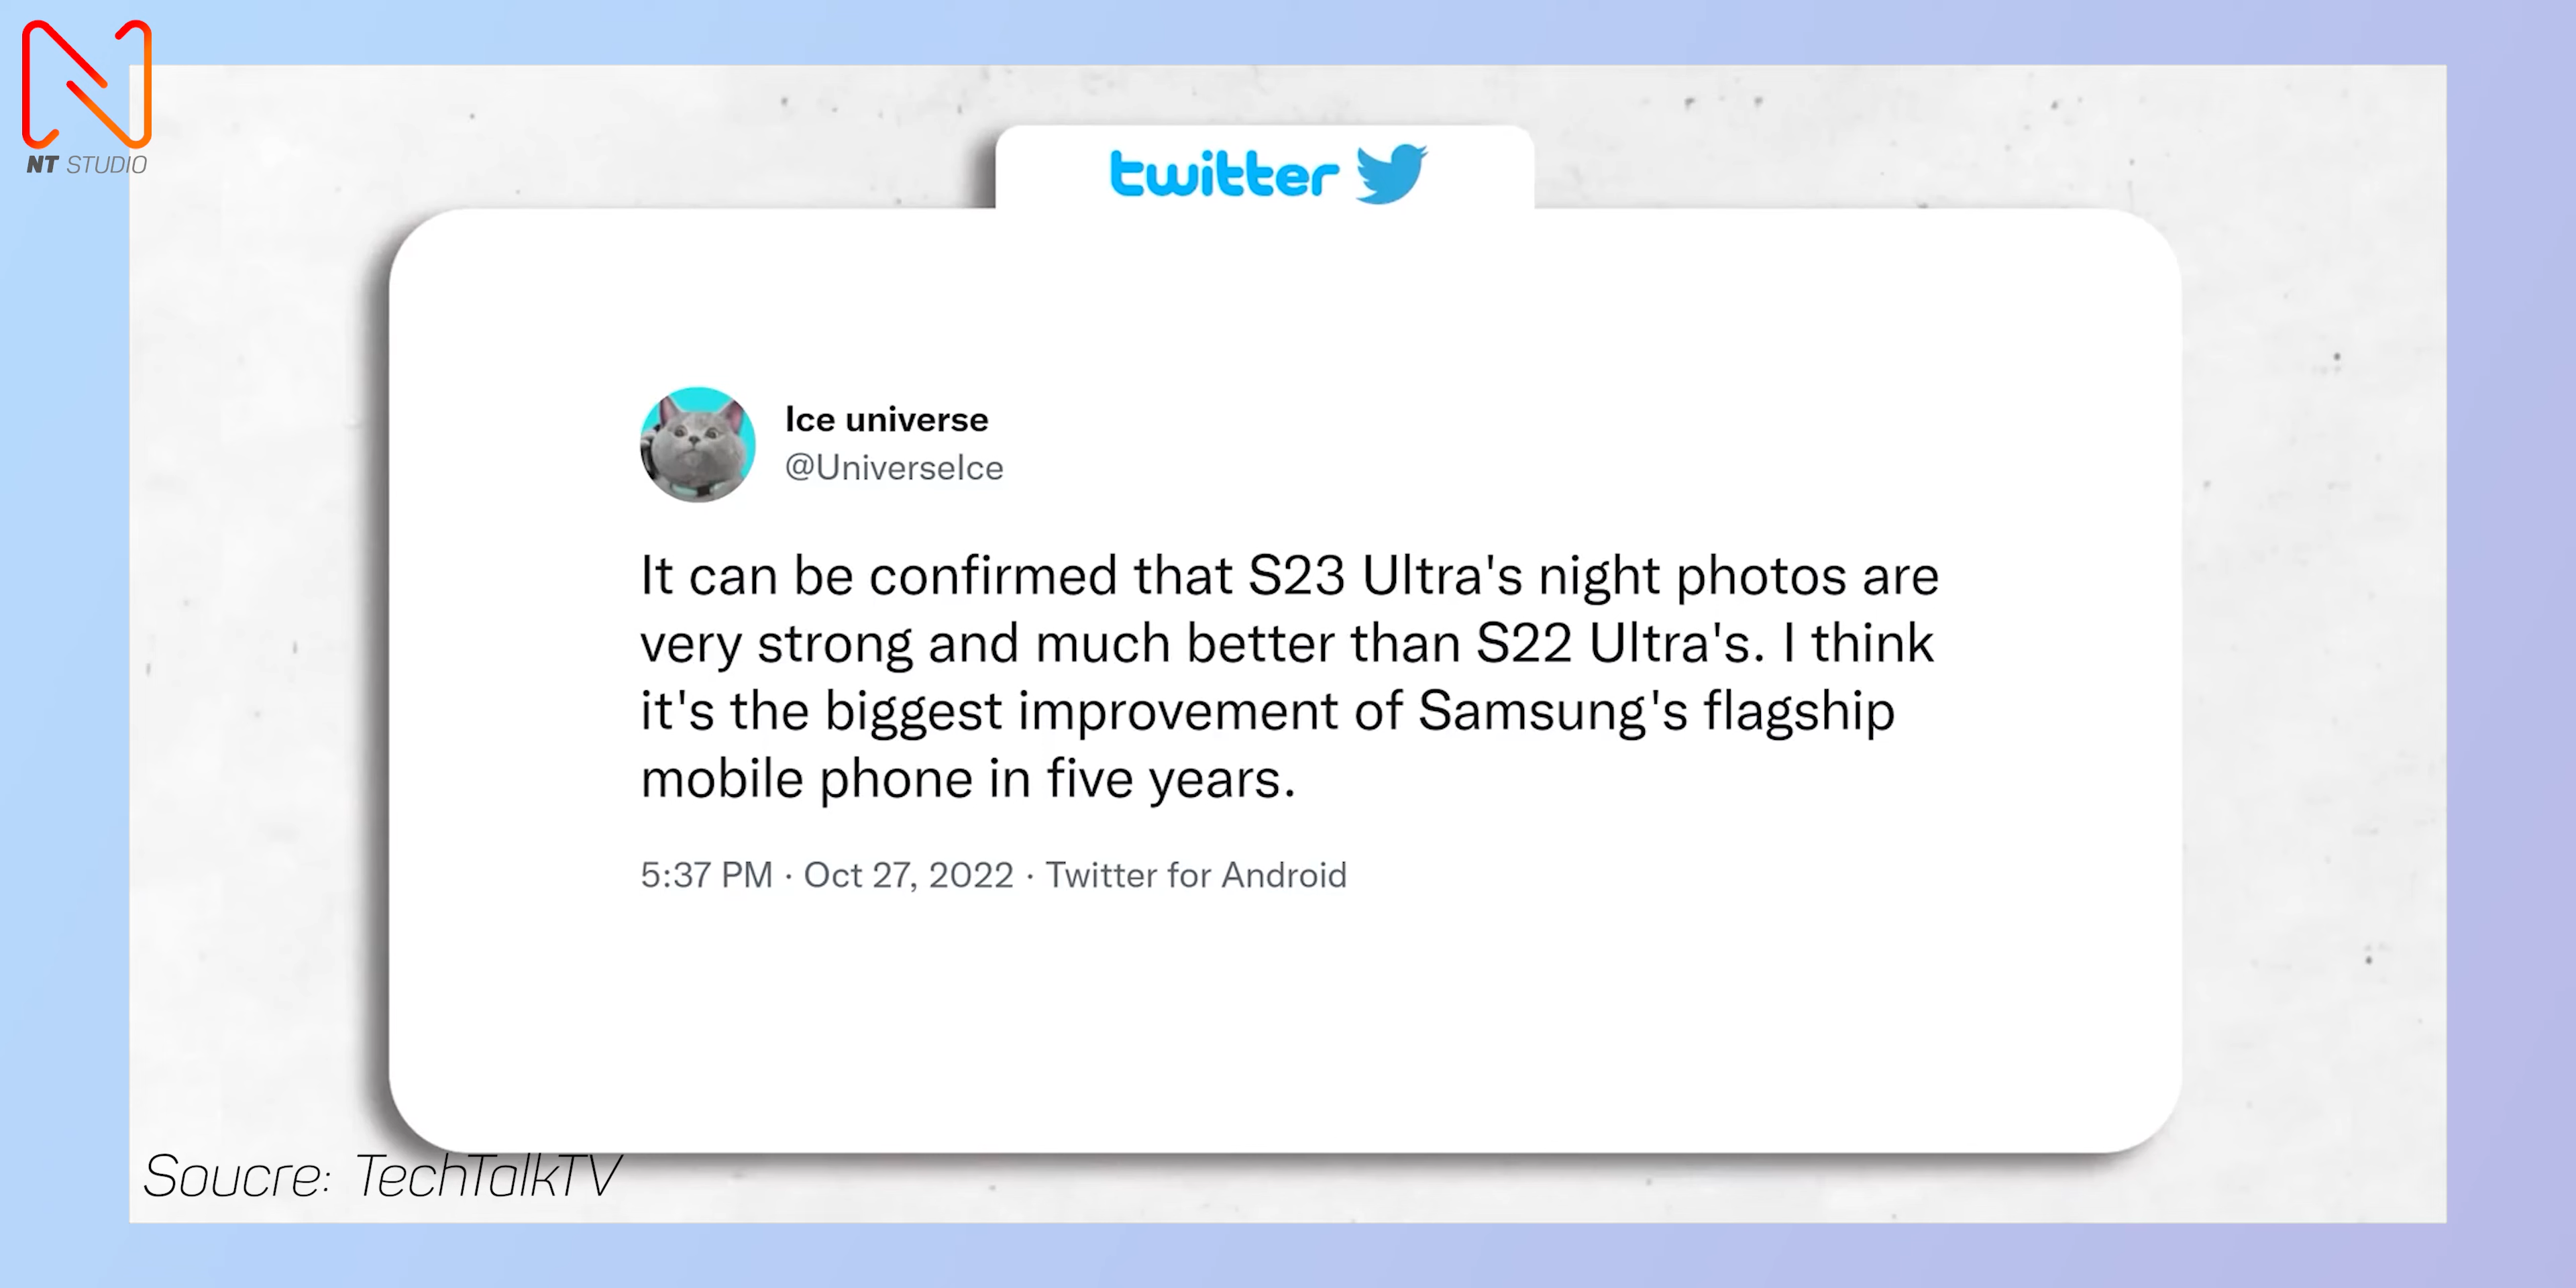 NT STUDIO
twitter
Ice universe
@UniverseIce
It can be confirmed that S23 Ultra's night photos are
very strong and much better than S22 Ultra's. I think
it's the biggest improvement of Samsung's flagship
mobile phone in five years.
5:37 PM · Oct 27, 2022 · Twitter for Android
Soucre: TechTalkTV